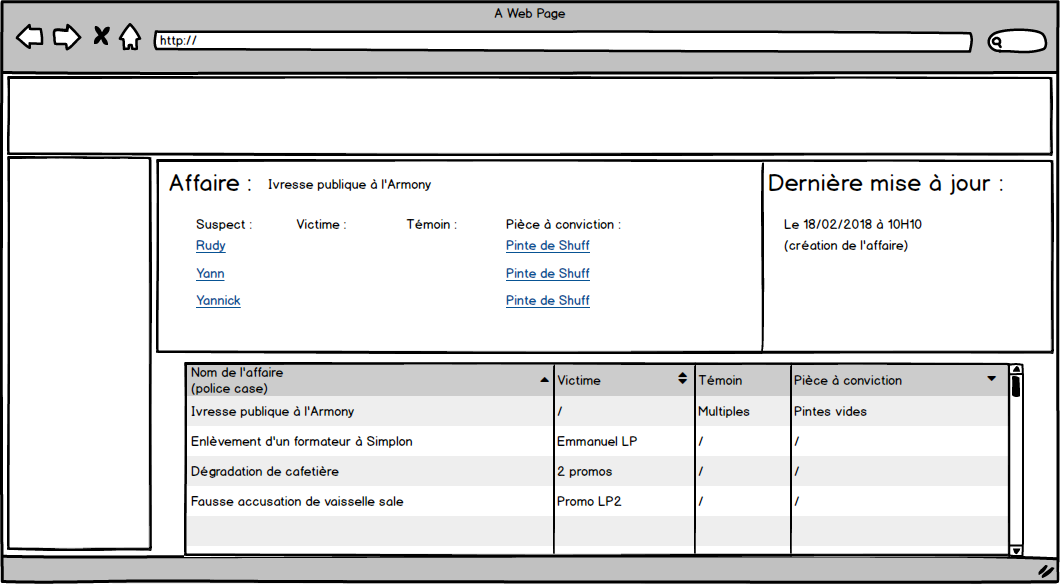 A Web Page
http://
Affaire : Ivresse publique à l'Armony
Suspect : Victime : Témoin : Pièce à conviction :
Rudy Pinte de Shuff
Yann Pinte de Shuff
Yannick Pinte de Shuff
Dernière mise à jour :
Le 18/02/2018 à 10H10
(création de l'affaire)
Nom de l'affaire
(police case) Victime Témoin Pièce à conviction
Ivresse publique à l'Armony / Multiples Pintes vides
Enlèvement d'un formateur à Simplon Emmanuel LP / /
Dégradation de cafetière 2 promos / /
Fausse accusation de vaisselle sale Promo LP2 / /